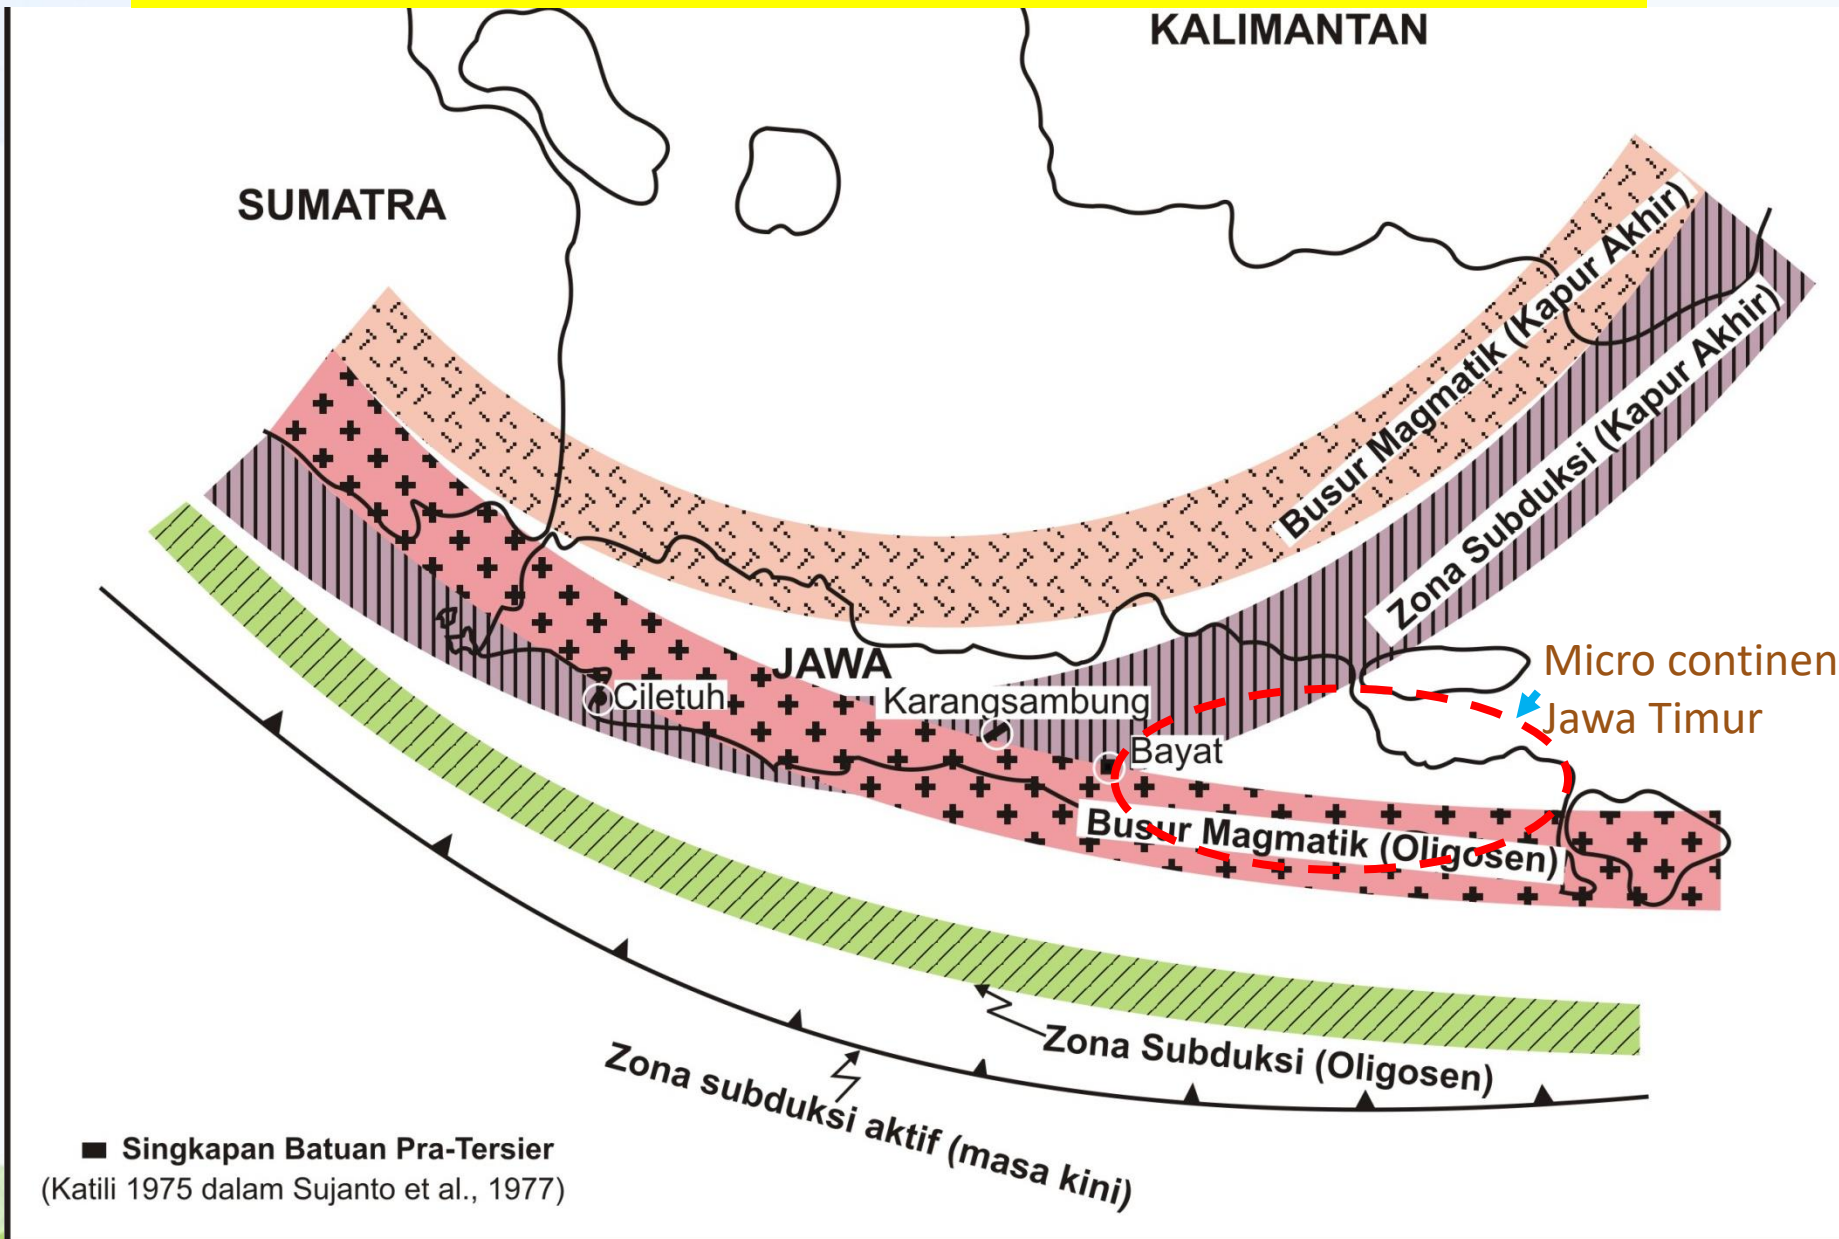 KALIMANTAN
SUMATRA
Busur Magmatik (Kapur Akhir)
Zona Subduksi (Kapur Akhir)
JAWA
Micro continen
Jawa Timur
Ciletuh
Karangsambung
Bayat
Busur Magmatik (Oligosen)
Zona Subduksi (Oligosen)
Zona subduksi aktif (masa kini)
Singkapan Batuan Pra-Tersier
(Katili 1975 dalam Sujanto et al., 1977)